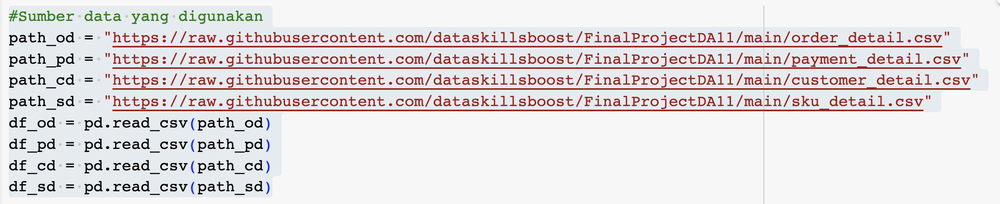 #Sumber data yang digunakan
path_od = "https://raw.githubusercontent.com/dataskillsboost/FinalProjectDA11/main/order_detail.csv"
path_pd = "https://raw.githubusercontent.com/dataskillsboost/FinalProjectDA11/main/payment_detail.csv"
path_cd = "https://raw.githubusercontent.com/dataskillsboost/FinalProjectDA11/main/customer_detail.csv"
path_sd = "https://raw.githubusercontent.com/dataskillsboost/FinalProjectDA11/main/sku_detail.csv"
df_od = pd.read_csv(path_od)
df_pd = pd.read_csv(path_pd)
df_cd = pd.read_csv(path_cd)
df_sd = pd.read_csv(path_sd)